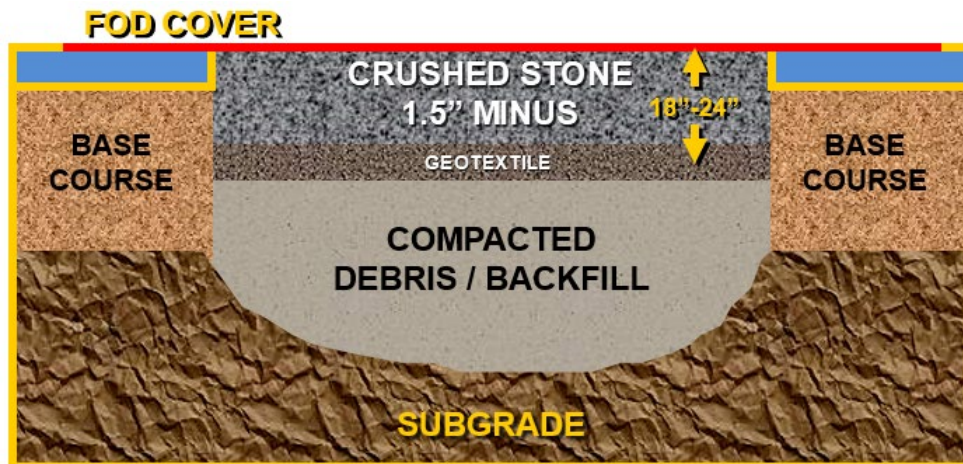 FOD COVER
CRUSHED STONE
1.5” MINUS
18”-24”
BASE
COURSE
BASE
COURSE
GEOTEXTILE
COMPACTED
DEBRIS / BACKFILL
SUBGRADE